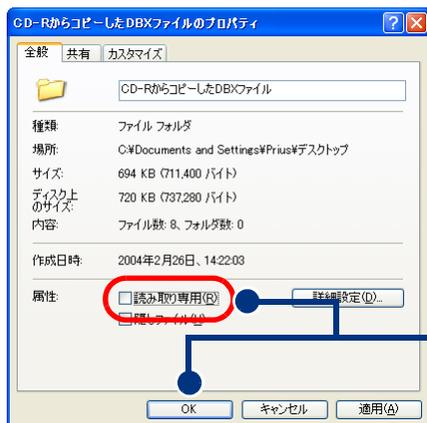 CD-RからコピーしたDBXファイルのプロパティ
全般 共有 カスタマイズ
CD-RからコピーしたDBXファイル
種類: ファイル フォルダ
場所: C:¥Documents and Settings¥Prius¥デスクトップ
サイズ: 694 KB (711,400 バイト)
ディスク上のサイズ: 720 KB (737,280 バイト)
内容: ファイル数: 8、フォルダ数: 0
作成日時: 2004年2月26日、14:22:03
属性: 読み取り専用(R) 詳細設定(D)...
隠しファイル(H)
OK キャンセル 適用(A)